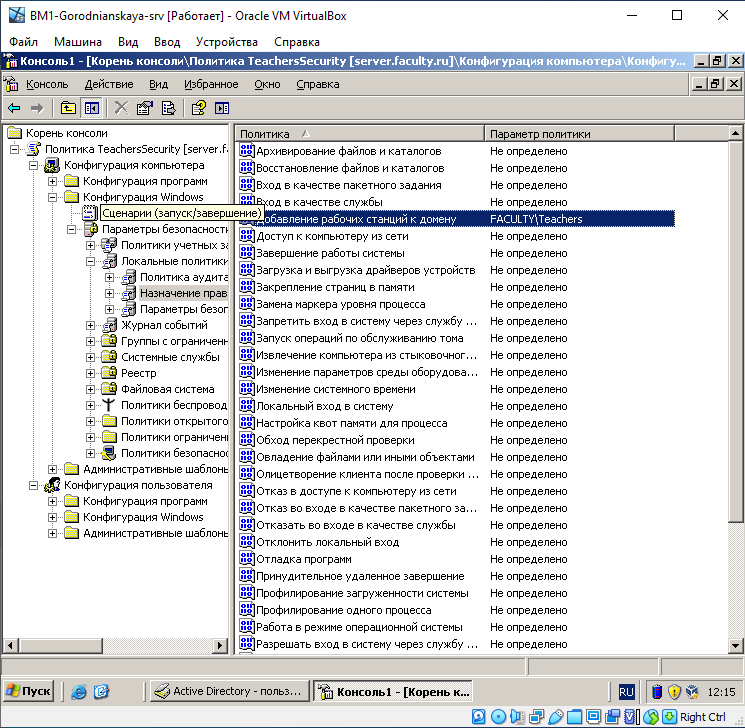 BM1-Gorodnianskaya-srv [Работает] - Oracle VM VirtualBox
Файл Машина Вид Ввод Устройства Справка
Консоль1 - [Корень консоли\Политика TeachersSecurity [server.faculty.ru]\Конфигурация компьютера\Конфигу...
Консоль Действие Вид Избранное Окно Справка
Корень консоли
Политика TeachersSecurity [server.f
Конфигурация компьютера
Конфигурация программ
Конфигурация Windows
Сценарии (запуск/завершение)
Параметры безопасност
Политики учетных за
Локальные политики
Политика аудита
Назначение прав
Параметры безог
Журнал событий
Группы с ограничен
Системные службы
Реестр
Файловая система
Политики беспровод
Политики открытого
Политики ограничен
Политики безопасно
Административные шаблонь
Конфигурация пользователя
Конфигурация программ
Конфигурация Windows
Административные шаблонь
Политика Параметр политики
Архивирование файлов и каталогов Не определено
Восстановление файлов и каталогов Не определено
Вход в качестве пакетного задания Не определено
Вход в качестве службы Не определено
Добавление рабочих станций к домену FACULTY\Teachers
Доступ к компьютеру из сети Не определено
Завершение работы системы Не определено
Загрузка и выгрузка драйверов устройств Не определено
Закрепление страниц в памяти Не определено
Замена маркера уровня процесса Не определено
Запретить вход в систему через службу ... Не определено
Запуск операций по обслуживанию тома Не определено
Извлечение компьютера из стыковочног... Не определено
Изменение параметров среды оборудова... Не определено
Изменение системного времени Не определено
Локальный вход в систему Не определено
Настройка квот памяти для процесса Не определено
Обход перекрестной проверки Не определено
Овладение файлами или иными объектами Не определено
Олицетворение клиента после проверки ... Не определено
Отказ в доступе к компьютеру из сети Не определено
Отказ во входе в качестве пакетного за... Не определено
Отказать во входе в качестве службы Не определено
Отклонить локальный вход Не определено
Отладка программ Не определено
Принудительное удаленное завершение Не определено
Профилирование загруженности системы Не определено
Профилирование одного процесса Не определено
Работа в режиме операционной системы Не определено
Разрешать вход в систему через службу ... Не определено
Пуск Active Directory - польз... Консоль1 - [Корень к... RU 12:15
Right Ctrl